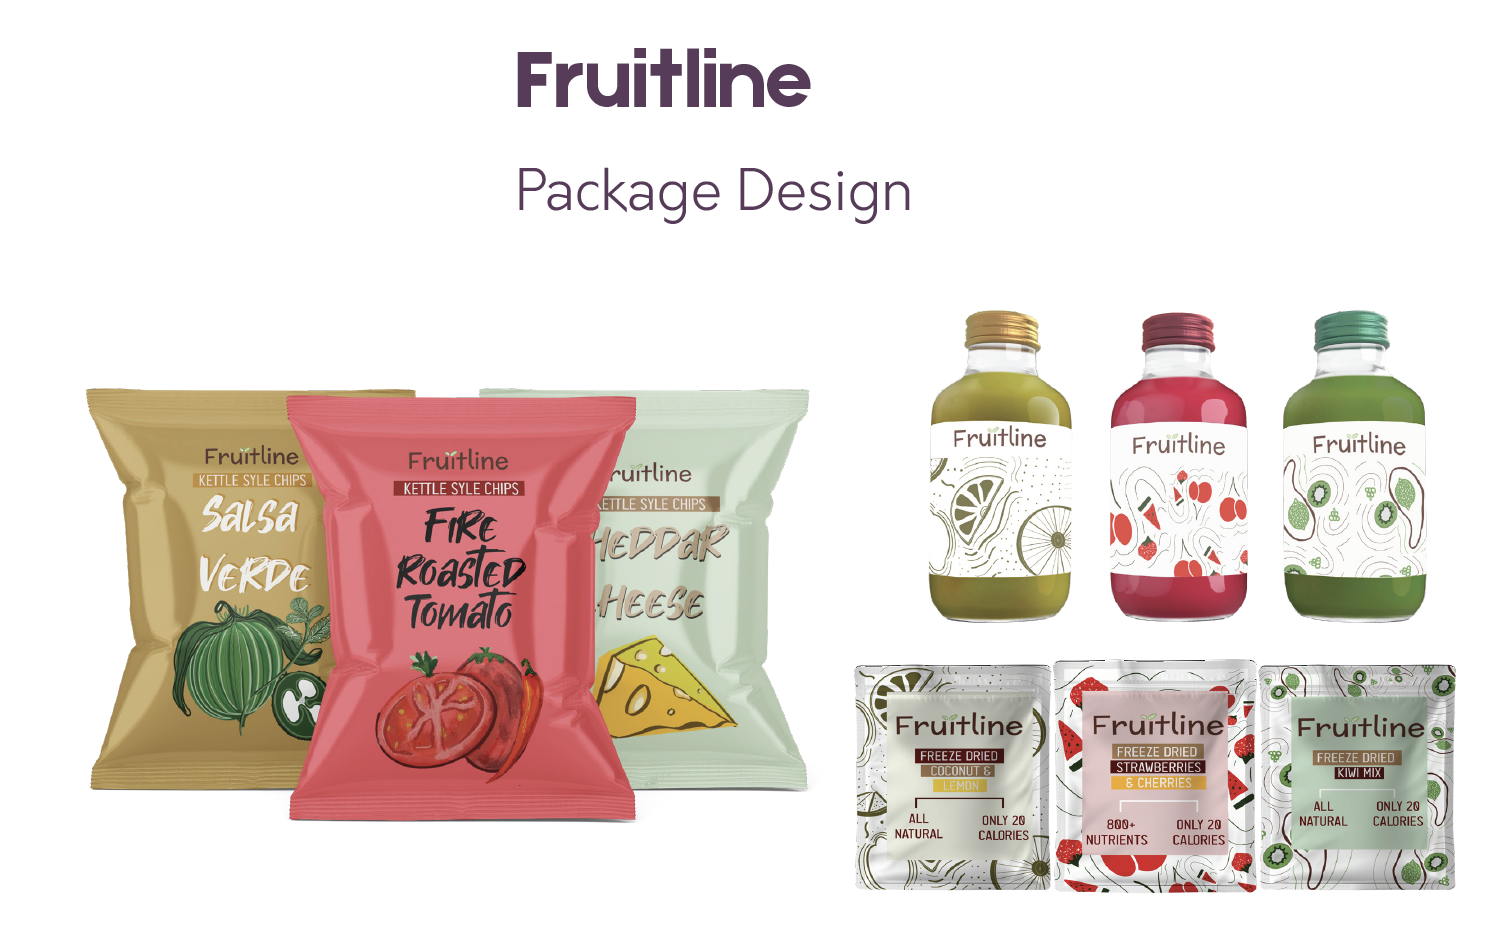 Fruitline
Package Design
Fruitline
KETTLE SYLE CHIPS
SALSA
VERDE
Fruitline
KETTLE SYLE CHIPS
FIRE
ROASTED
TOMATO
ruitline
KETTLE SYLE CHIPS
HEDDAR
HEESE
Fruitline
Fruitline
Fruitline
Fruitline
FREEZE DRIED
COCONUT &
LEMON
ALL
NATURAL
ONLY 20
CALORIES
Fruitline
FREEZE DRIED
STRAWBERRIES
& CHERRIES
800+
NUTRIENTS
ONLY 20
CALORIES
Fruitline
FREEZE DRIED
KIWI MIX
ALL
NATURAL
ONLY 20
CALORIES